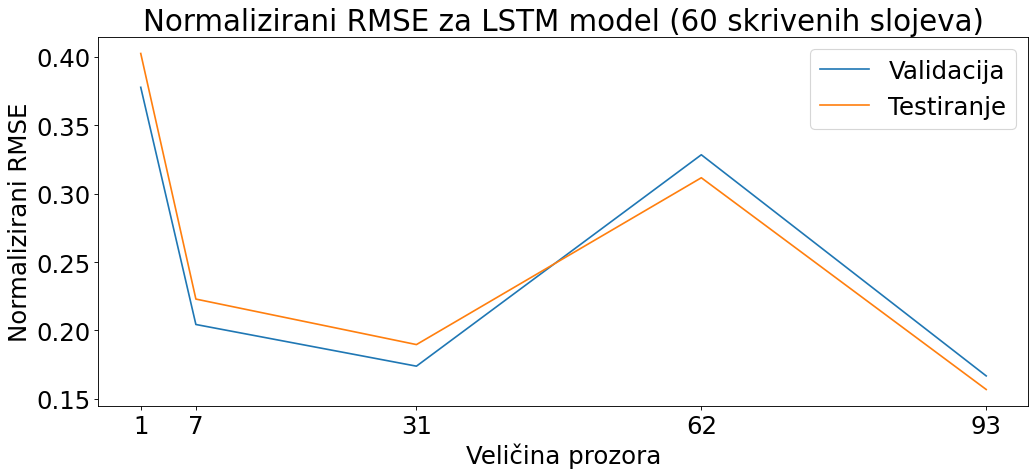 Normalizirani RMSE za LSTM model (60 skrivenih slojeva)
Validacija
Testiranje
Normalizirani RMSE
0.40
0.35
0.30
0.25
0.20
0.15
1 7 31 62 93
Veličina prozora